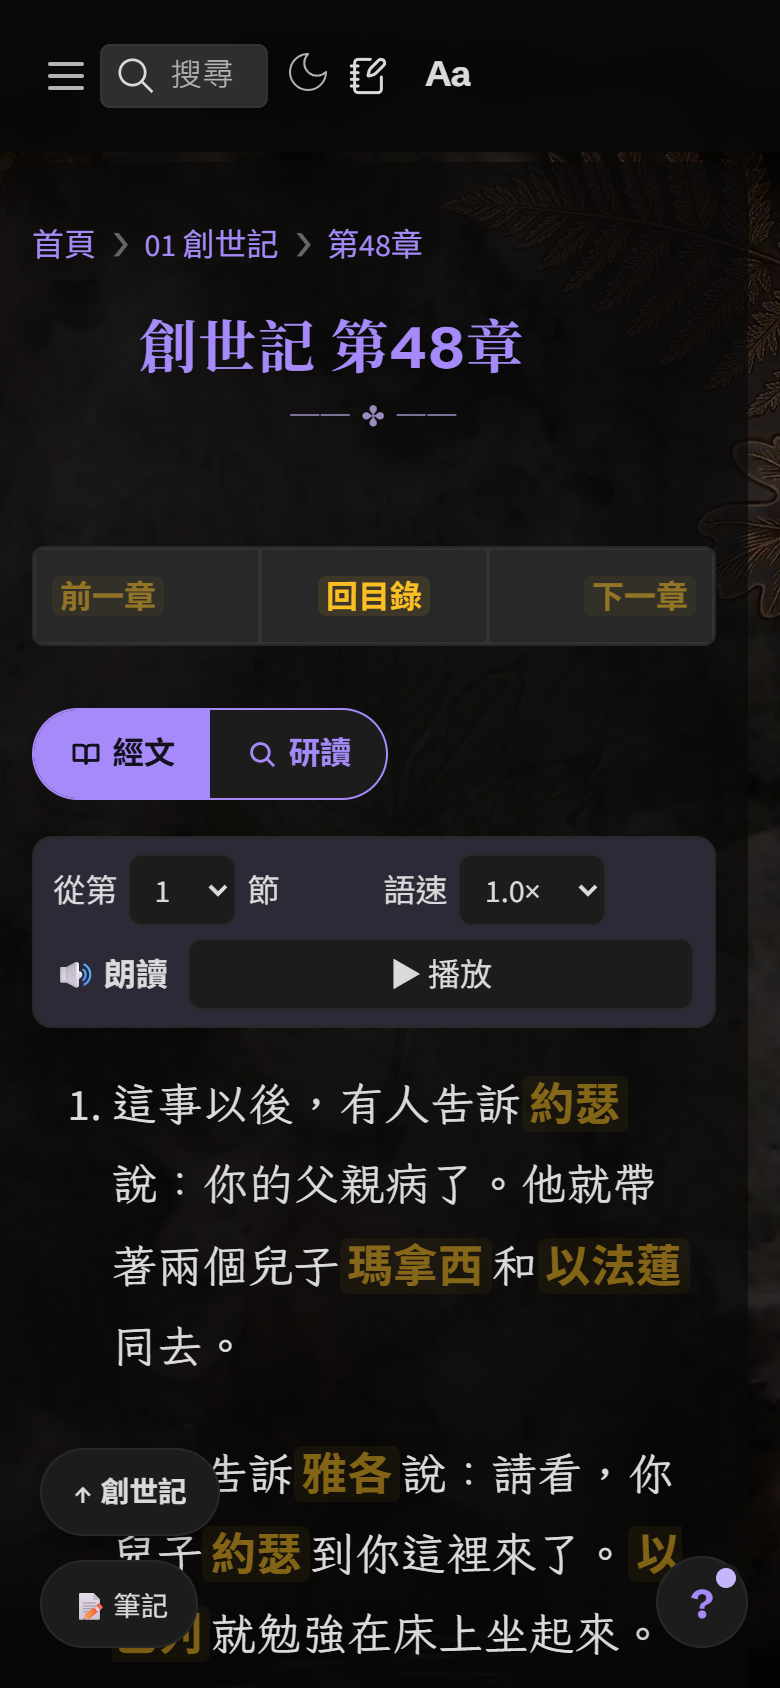 搜尋
Aa
首頁 › 01 創世記 › 第48章
創世記 第48章
前一章 回目錄 下一章
經文 研讀
從第 1 節 語速 1.0×
朗讀 ▶ 播放
1. 這事以後，有人告訴約瑟
說：你的父親病了。他就帶
著兩個兒子瑪拿西和以法蓮
同去。
告訴雅各說：請看，你
兒子約瑟到你這裡來了。以
就勉強在床上坐起來。
↑ 創世記
筆記
?